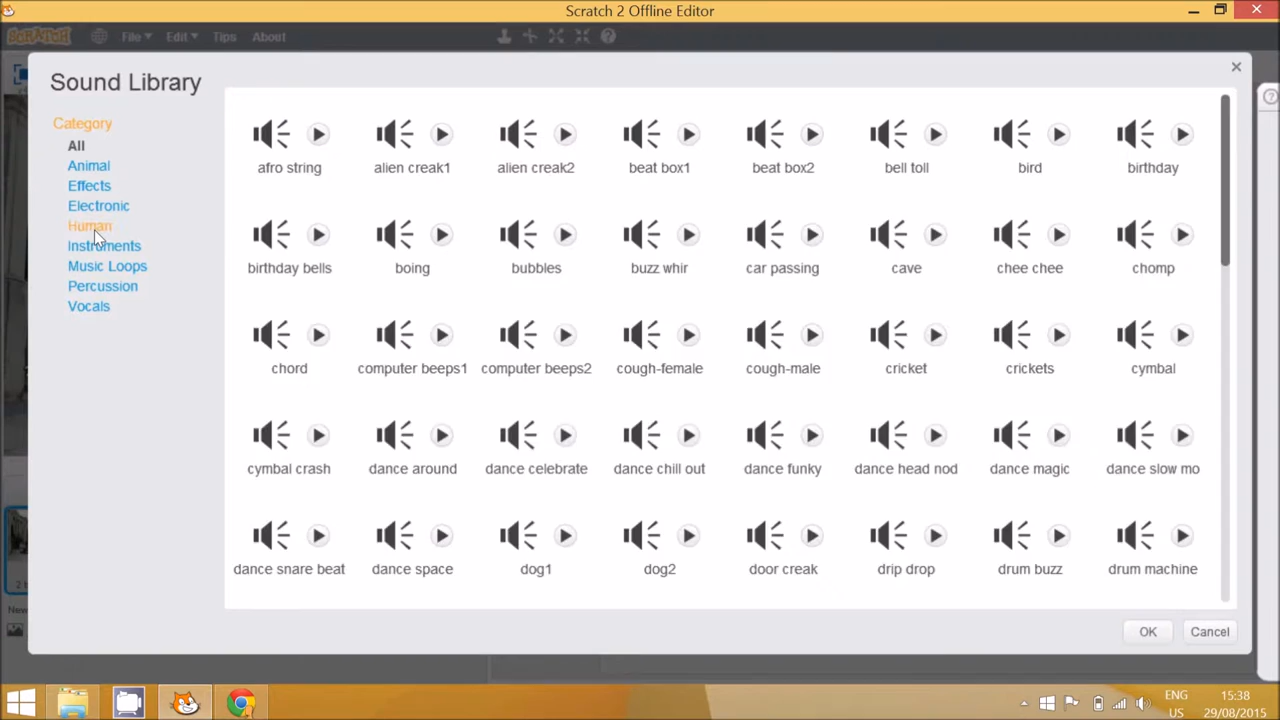 Scratch 2 Offline Editor
SCRATCH File Edit Tips About
Sound Library
Category
All
Animal
Effects
Electronic
Human
Instruments
Music Loops
Percussion
Vocals
afro string alien creak1 alien creak2 beat box1 beat box2 bell toll bird birthday
birthday bells boing bubbles buzz whir car passing cave chee chee chomp
chord computer beeps1 computer beeps2 cough-female cough-male cricket crickets cymbal
cymbal crash dance around dance celebrate dance chill out dance funky dance head nod dance magic dance slow mo
dance snare beat dance space dog1 dog2 door creak drip drop drum buzz drum machine
OK Cancel
New
ENG
US
15:38
29/08/2015